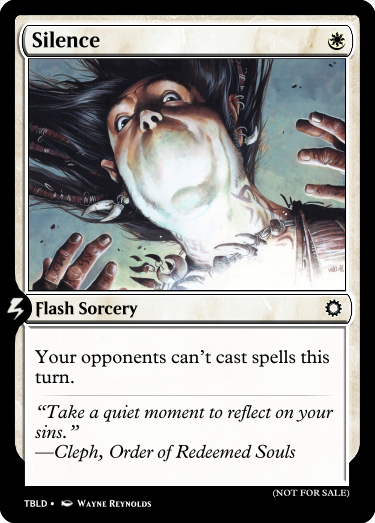 Silence
Flash Sorcery
Your opponents can't cast spells this
turn.
“Take a quiet moment to reflect on your
sins.”
—Cleph, Order of Redeemed Souls
(NOT FOR SALE)
TBLD • Wayne Reynolds